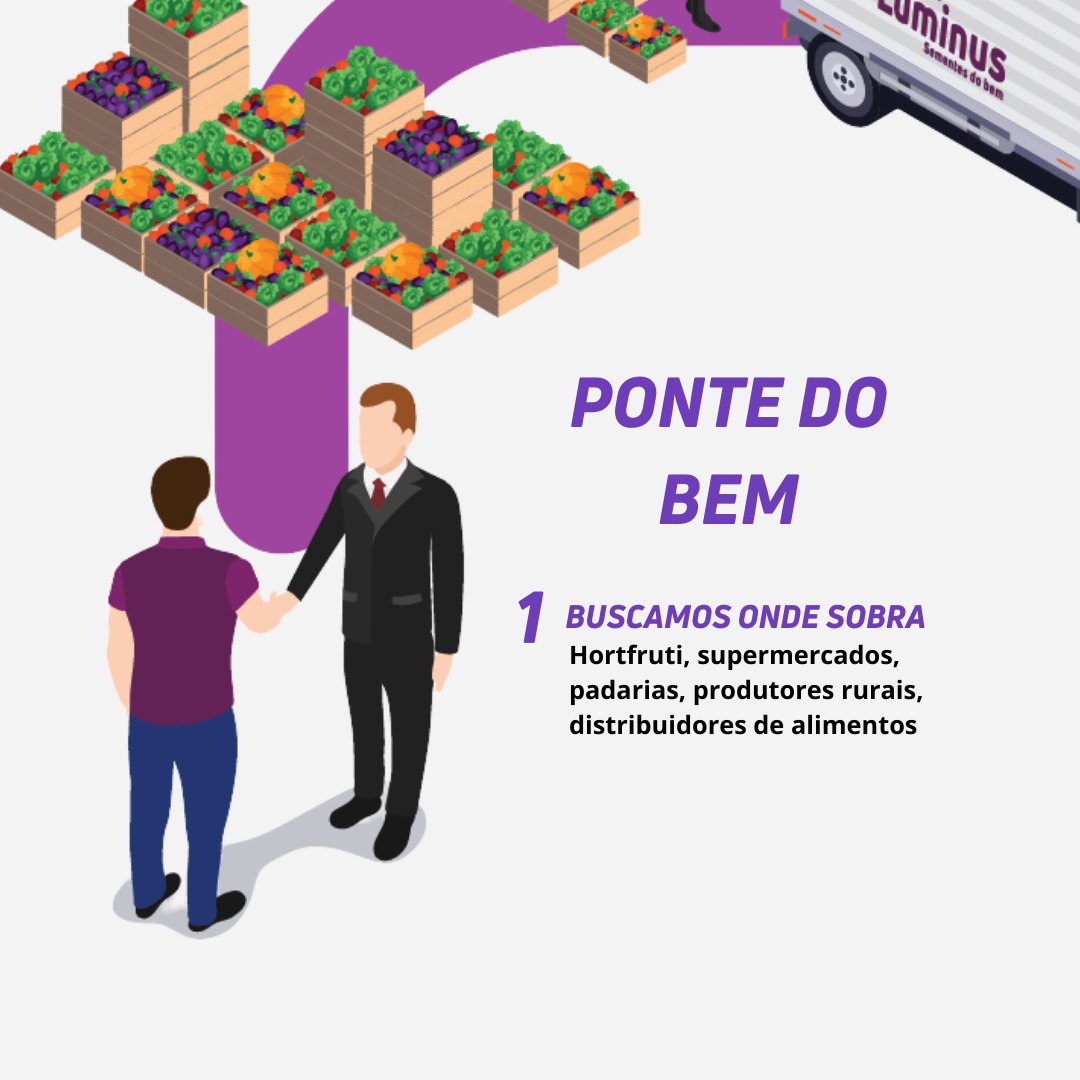 Luminus
Sementes do bem
PONTE DO
BEM
1 BUSCAMOS ONDE SOBRA
Hortfruti, supermercados,
padarias, produtores rurais,
distribuidores de alimentos